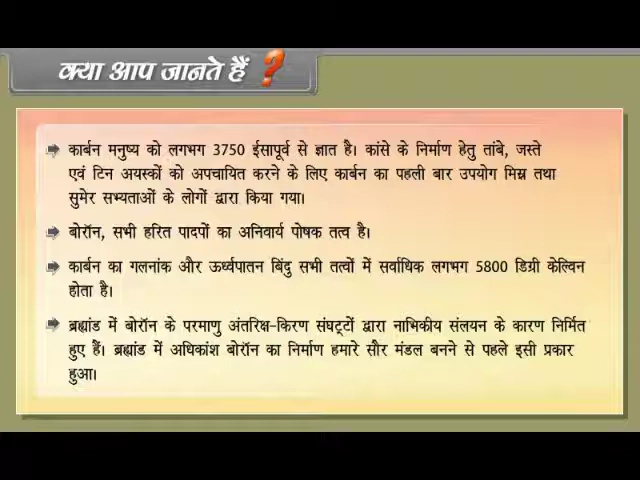 क्या आप जानते हैं ?
कार्बन मनुष्य को लगभग 3750 ईसापूर्व से ज्ञात है। कांसे के निर्माण हेतु तांबे, जस्ते
एवं टिन अयस्कों को अपचायित करने के लिए कार्बन का पहली बार उपयोग मिस्र तथा
सुमेर सभ्यताओं के लोगों द्वारा किया गया।
बोरॉन, सभी हरित पादपों का अनिवार्य पोषक तत्व है।
कार्बन का गलनांक और ऊर्ध्वपातन बिंदु सभी तत्वों में सर्वाधिक लगभग 5800 डिग्री केल्विन
होता है।
ब्रह्मांड में बोरॉन के परमाणु अंतरिक्ष-किरण संघट्टों द्वारा नाभिकीय संलयन के कारण निर्मित
हुए हैं। ब्रह्मांड में अधिकांश बोरॉन का निर्माण हमारे सौर मंडल बनने से पहले इसी प्रकार
हुआ।